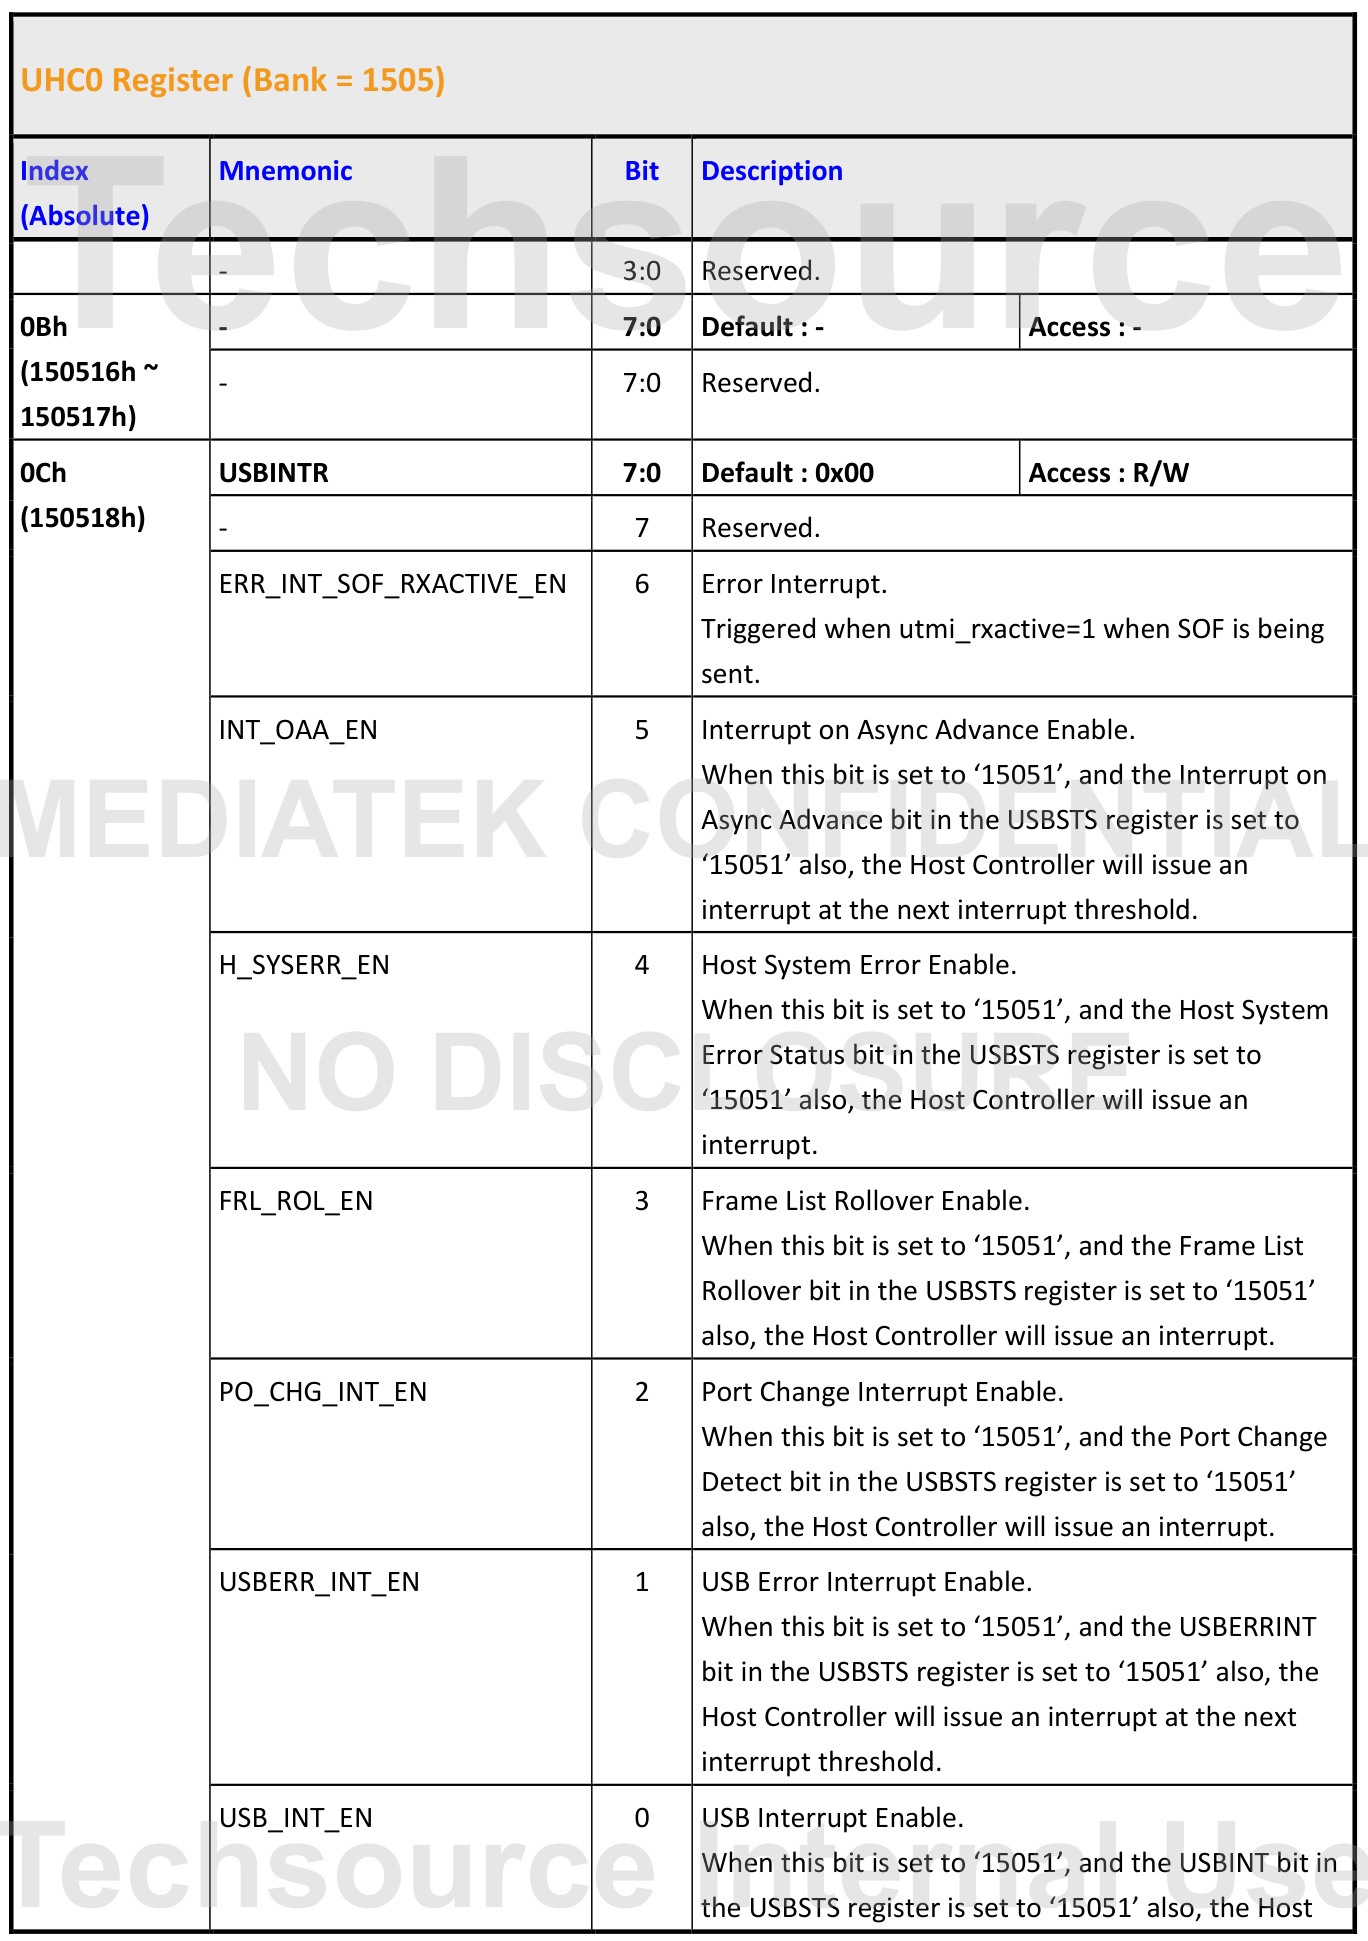 UHC0 Register (Bank = 1505)
Index (Absolute) Mnemonic Bit Description
- 3:0 Reserved.
0Bh (150516h ~ 150517h) - 7:0 Default : - Access : -
- 7:0 Reserved.
0Ch (150518h) USBINTR 7:0 Default : 0x00 Access : R/W
- 7 Reserved.
ERR_INT_SOF_RXACTIVE_EN 6 Error Interrupt.
Triggered when utmi_rxactive=1 when SOF is being
sent.
INT_OAA_EN 5 Interrupt on Async Advance Enable.
When this bit is set to ‘15051’, and the Interrupt on
Async Advance bit in the USBSTS register is set to
‘15051’ also, the Host Controller will issue an
interrupt at the next interrupt threshold.
H_SYSERR_EN 4 Host System Error Enable.
When this bit is set to ‘15051’, and the Host System
Error Status bit in the USBSTS register is set to
‘15051’ also, the Host Controller will issue an
interrupt.
FRL_ROL_EN 3 Frame List Rollover Enable.
When this bit is set to ‘15051’, and the Frame List
Rollover bit in the USBSTS register is set to ‘15051’
also, the Host Controller will issue an interrupt.
PO_CHG_INT_EN 2 Port Change Interrupt Enable.
When this bit is set to ‘15051’, and the Port Change
Detect bit in the USBSTS register is set to ‘15051’
also, the Host Controller will issue an interrupt.
USBERR_INT_EN 1 USB Error Interrupt Enable.
When this bit is set to ‘15051’, and the USBERRINT
bit in the USBSTS register is set to ‘15051’ also, the
Host Controller will issue an interrupt at the next
interrupt threshold.
USB_INT_EN 0 USB Interrupt Enable.
When this bit is set to ‘15051’, and the USBINT bit in
the USBSTS register is set to ‘15051’ also, the Host
Techsource
MEDIATEK CONFIDENTIAL
NO DISCLOSURE
Techsource Internal Use